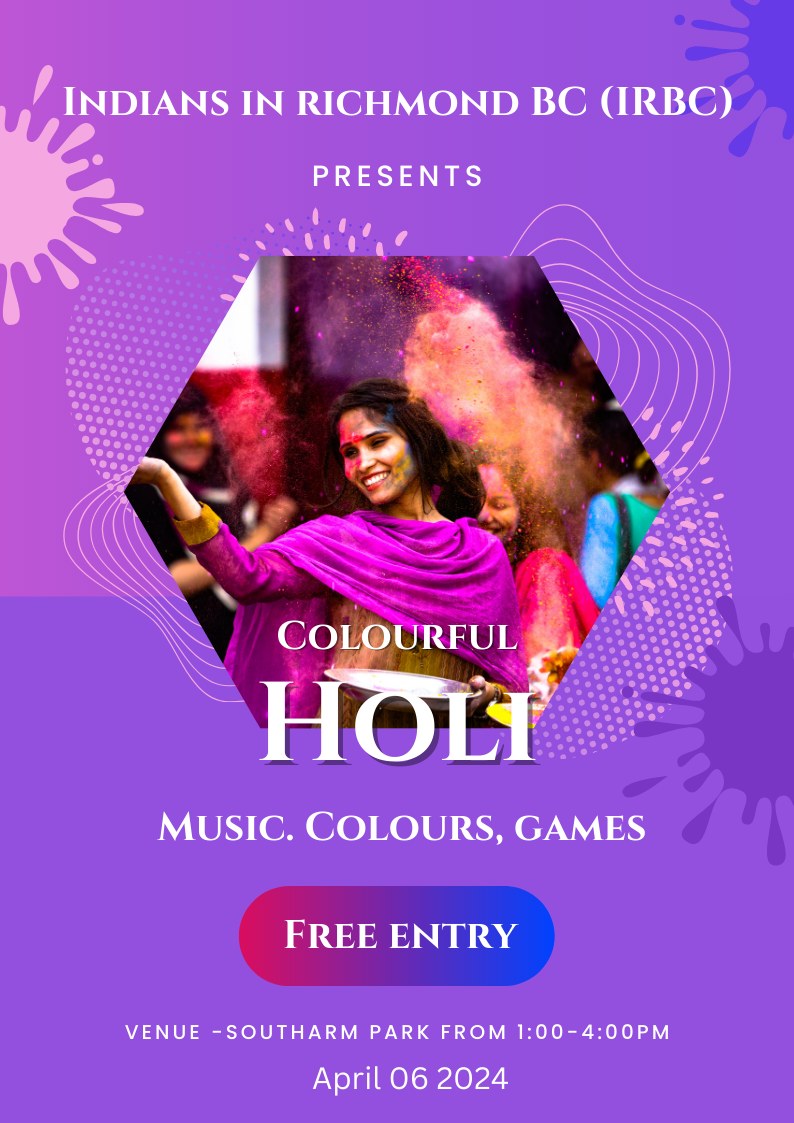 Indians in richmond BC (IRBC)
PRESENTS
Colourful
Holi
Music. Colours, games
Free entry
VENUE -SOUTHARM PARK FROM 1:00-4:00PM
April 06 2024